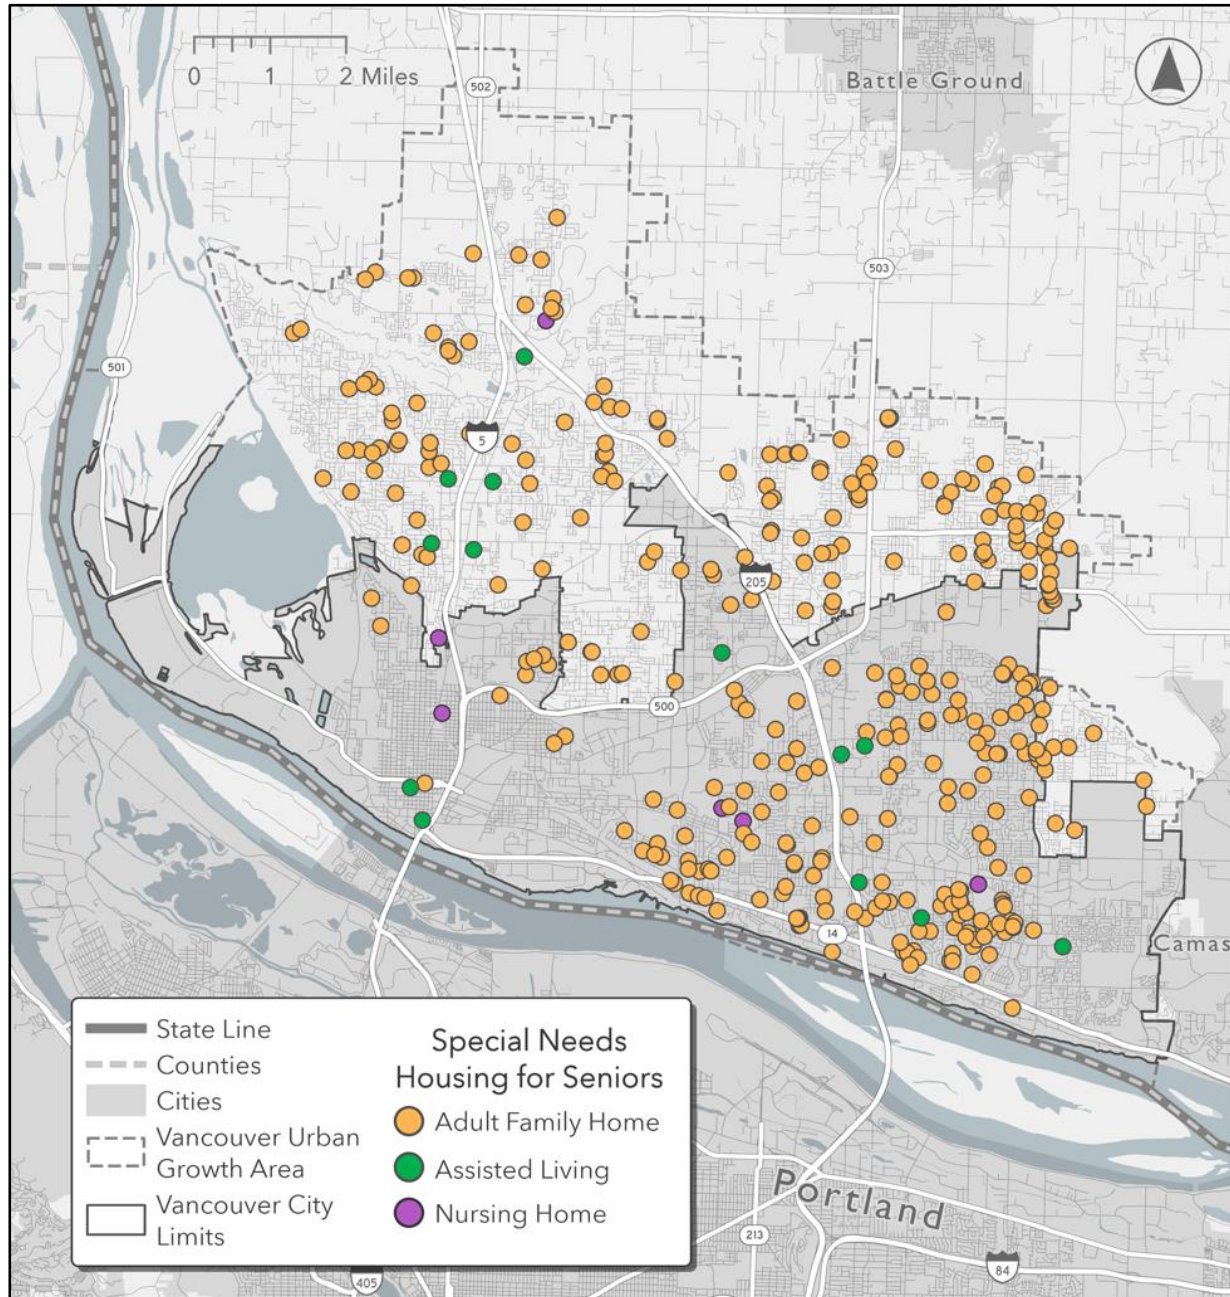 0 1 2 Miles
502
Battle Ground
503
501
5
205
500
14
Camas
State Line
Counties
Cities
Vancouver Urban
Growth Area
Vancouver City
Limits
Special Needs
Housing for Seniors
Adult Family Home
Assisted Living
Nursing Home
Portland
213
84
405